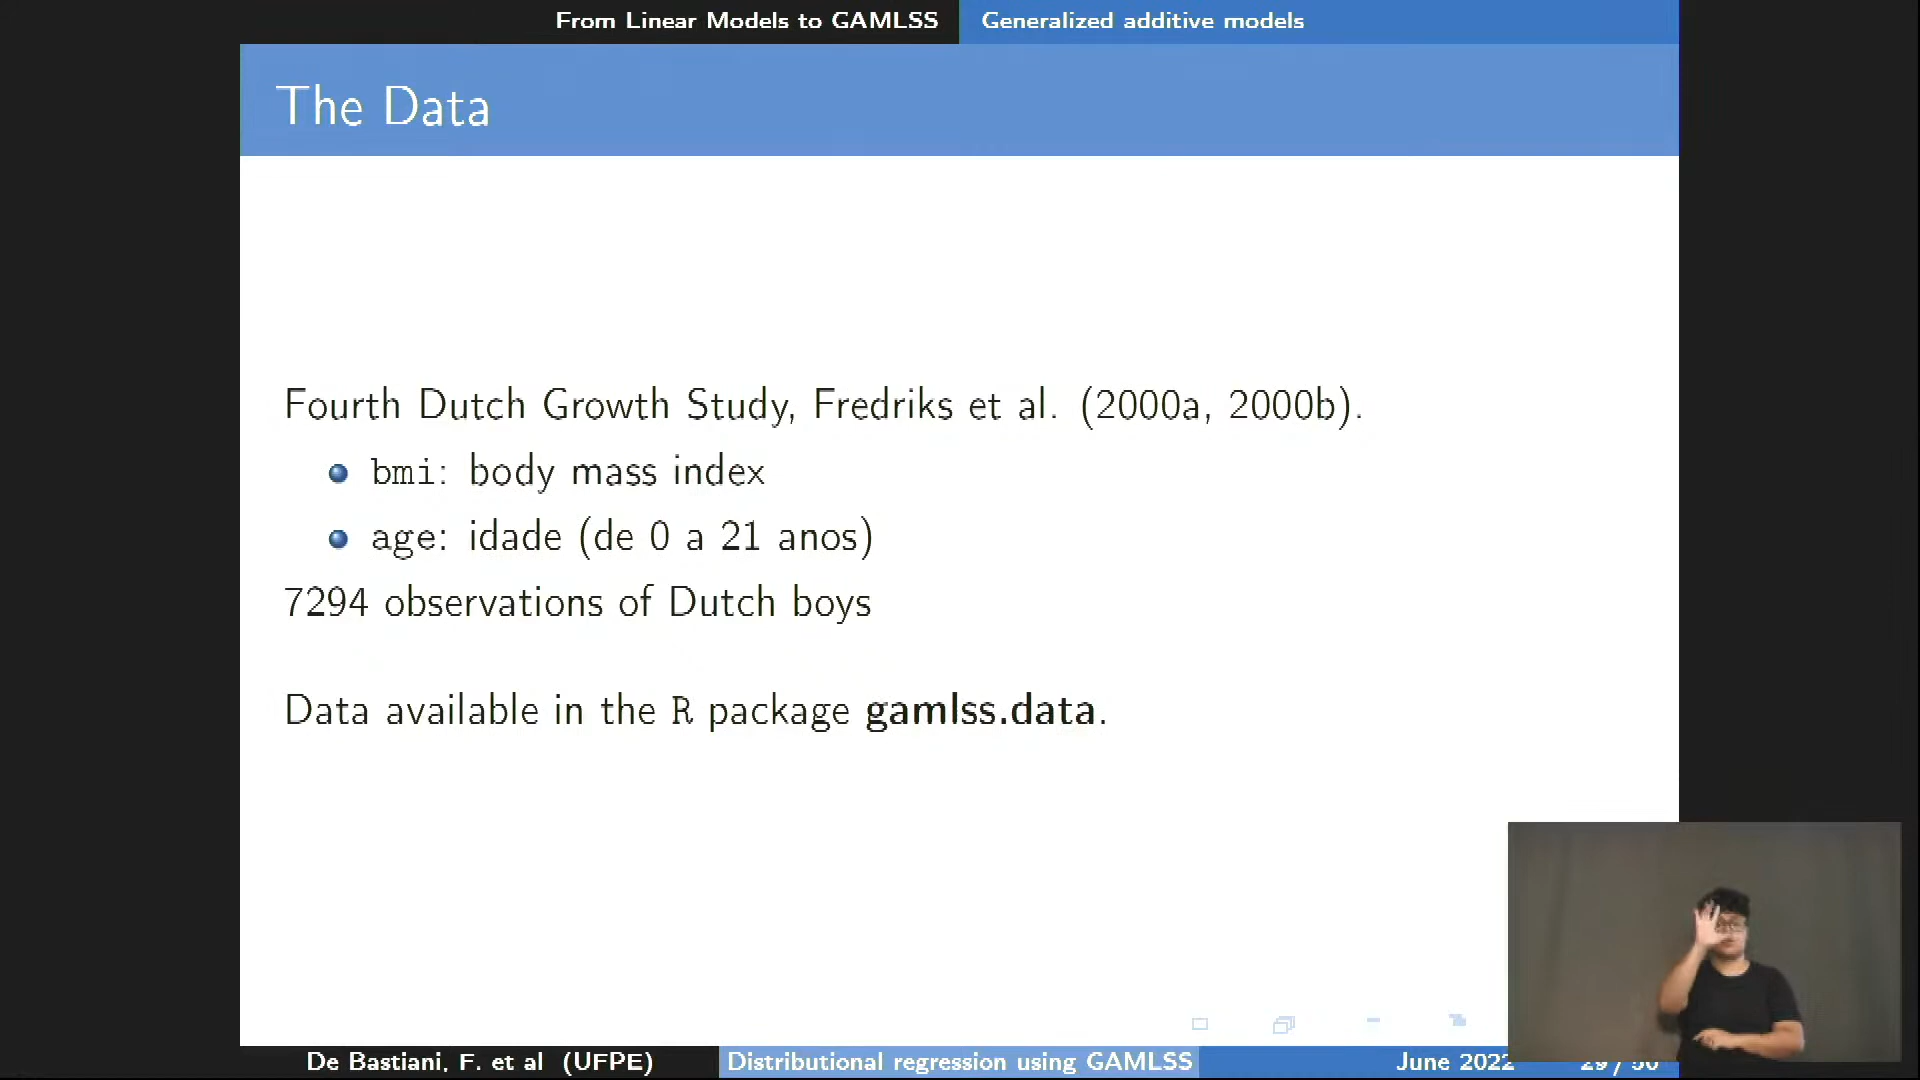 From Linear Models to GAMLSS Generalized additive models
The Data
Fourth Dutch Growth Study, Fredriks et al. (2000a, 2000b).
bmi: body mass index
age: idade (de 0 a 21 anos)
7294 observations of Dutch boys
Data available in the R package gamlss.data.
De Bastiani, F. et al (UFPE) Distributional regression using GAMLSS June 2022